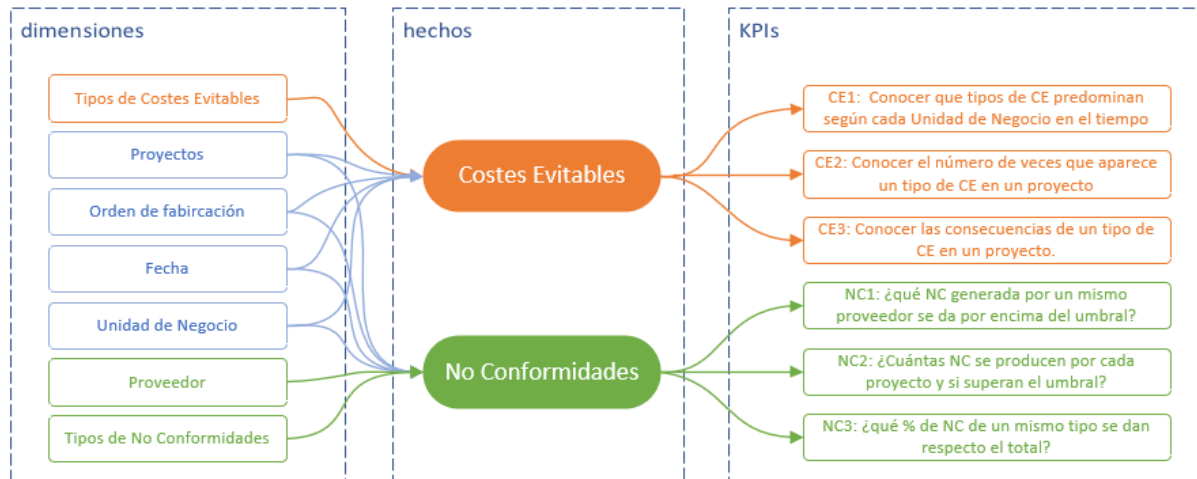 dimensiones
Tipos de Costes Evitables
Proyectos
Orden de fabircación
Fecha
Unidad de Negocio
Proveedor
Tipos de No Conformidades
hechos
Costes Evitables
No Conformidades
KPIs
CE1: Conocer que tipos de CE predominan
según cada Unidad de Negocio en el tiempo
CE2: Conocer el número de veces que aparece
un tipo de CE en un proyecto
CE3: Conocer las consecuencias de un tipo de
CE en un proyecto.
NC1: ¿qué NC generada por un mismo
proveedor se da por encima del umbral?
NC2: ¿Cuántas NC se producen por cada
proyecto y si superan el umbral?
NC3: ¿qué % de NC de un mismo tipo se dan
respecto el total?